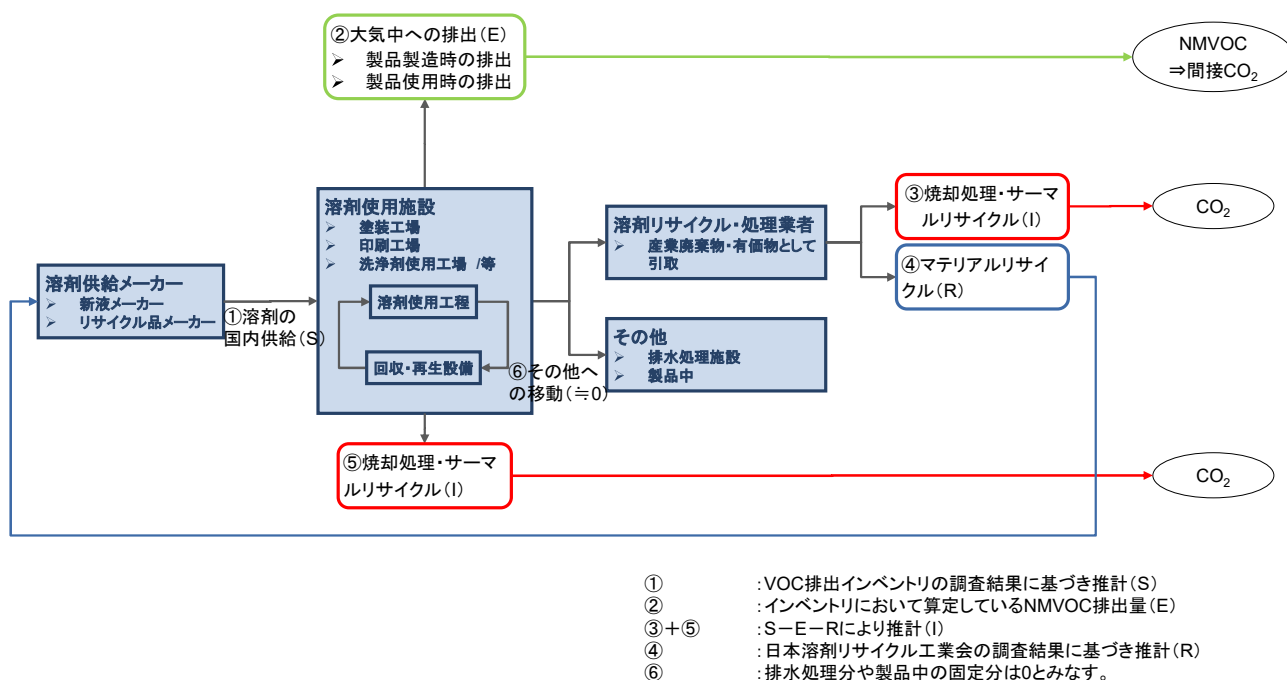 ②大気中への排出(E)
➢ 製品製造時の排出
➢ 製品使用時の排出
NMVOC
⇒間接CO₂
溶剤使用施設
➢ 塗装工場
➢ 印刷工場
➢ 洗浄剤使用工場 /等
溶剤使用工程
回収・再生設備
溶剤供給メーカー
➢ 新液メーカー
➢ リサイクル品メーカー
①溶剤の
国内供給(S)
溶剤リサイクル・処理業者
➢ 産業廃棄物・有価物として
引取
③焼却処理・サーマ
ルリサイクル(I)
CO₂
④マテリアルリサイ
クル(R)
その他
➢ 排水処理施設
➢ 製品中
⑥その他へ
の移動(≒0)
⑤焼却処理・サーマ
ルリサイクル(I)
CO₂
① :VOC排出インベントリの調査結果に基づき推計(S)
② :インベントリにおいて算定しているNMVOC排出量(E)
③+⑤ :S-E-Rにより推計(I)
④ :日本溶剤リサイクル工業会の調査結果に基づき推計(R)
⑥ :排水処理分や製品中の固定分は0とみなす。